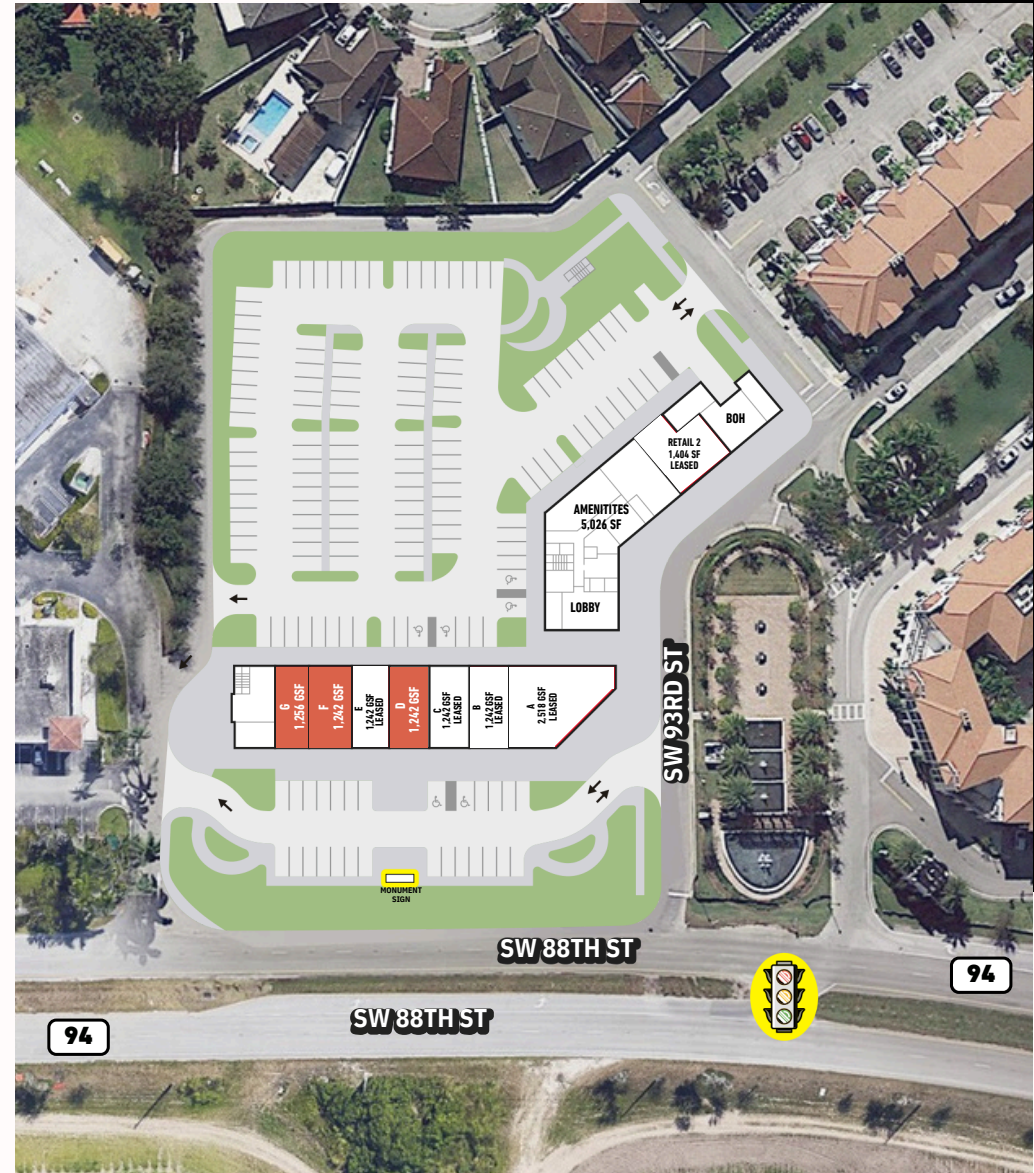 BOH
RETAIL 2
1,404 SF
LEASED
AMENITITES
5,026 SF
LOBBY
G
1,256 GSF
F
1,242 GSF
E
1,242 GSF
LEASED
D
1,242 GSF
C
1,242 GSF
LEASED
B
1,242 GSF
LEASED
A
2,518 GSF
LEASED
SW 93RD ST
MONUMENT
SIGN
SW 88TH ST
94
SW 88TH ST
94